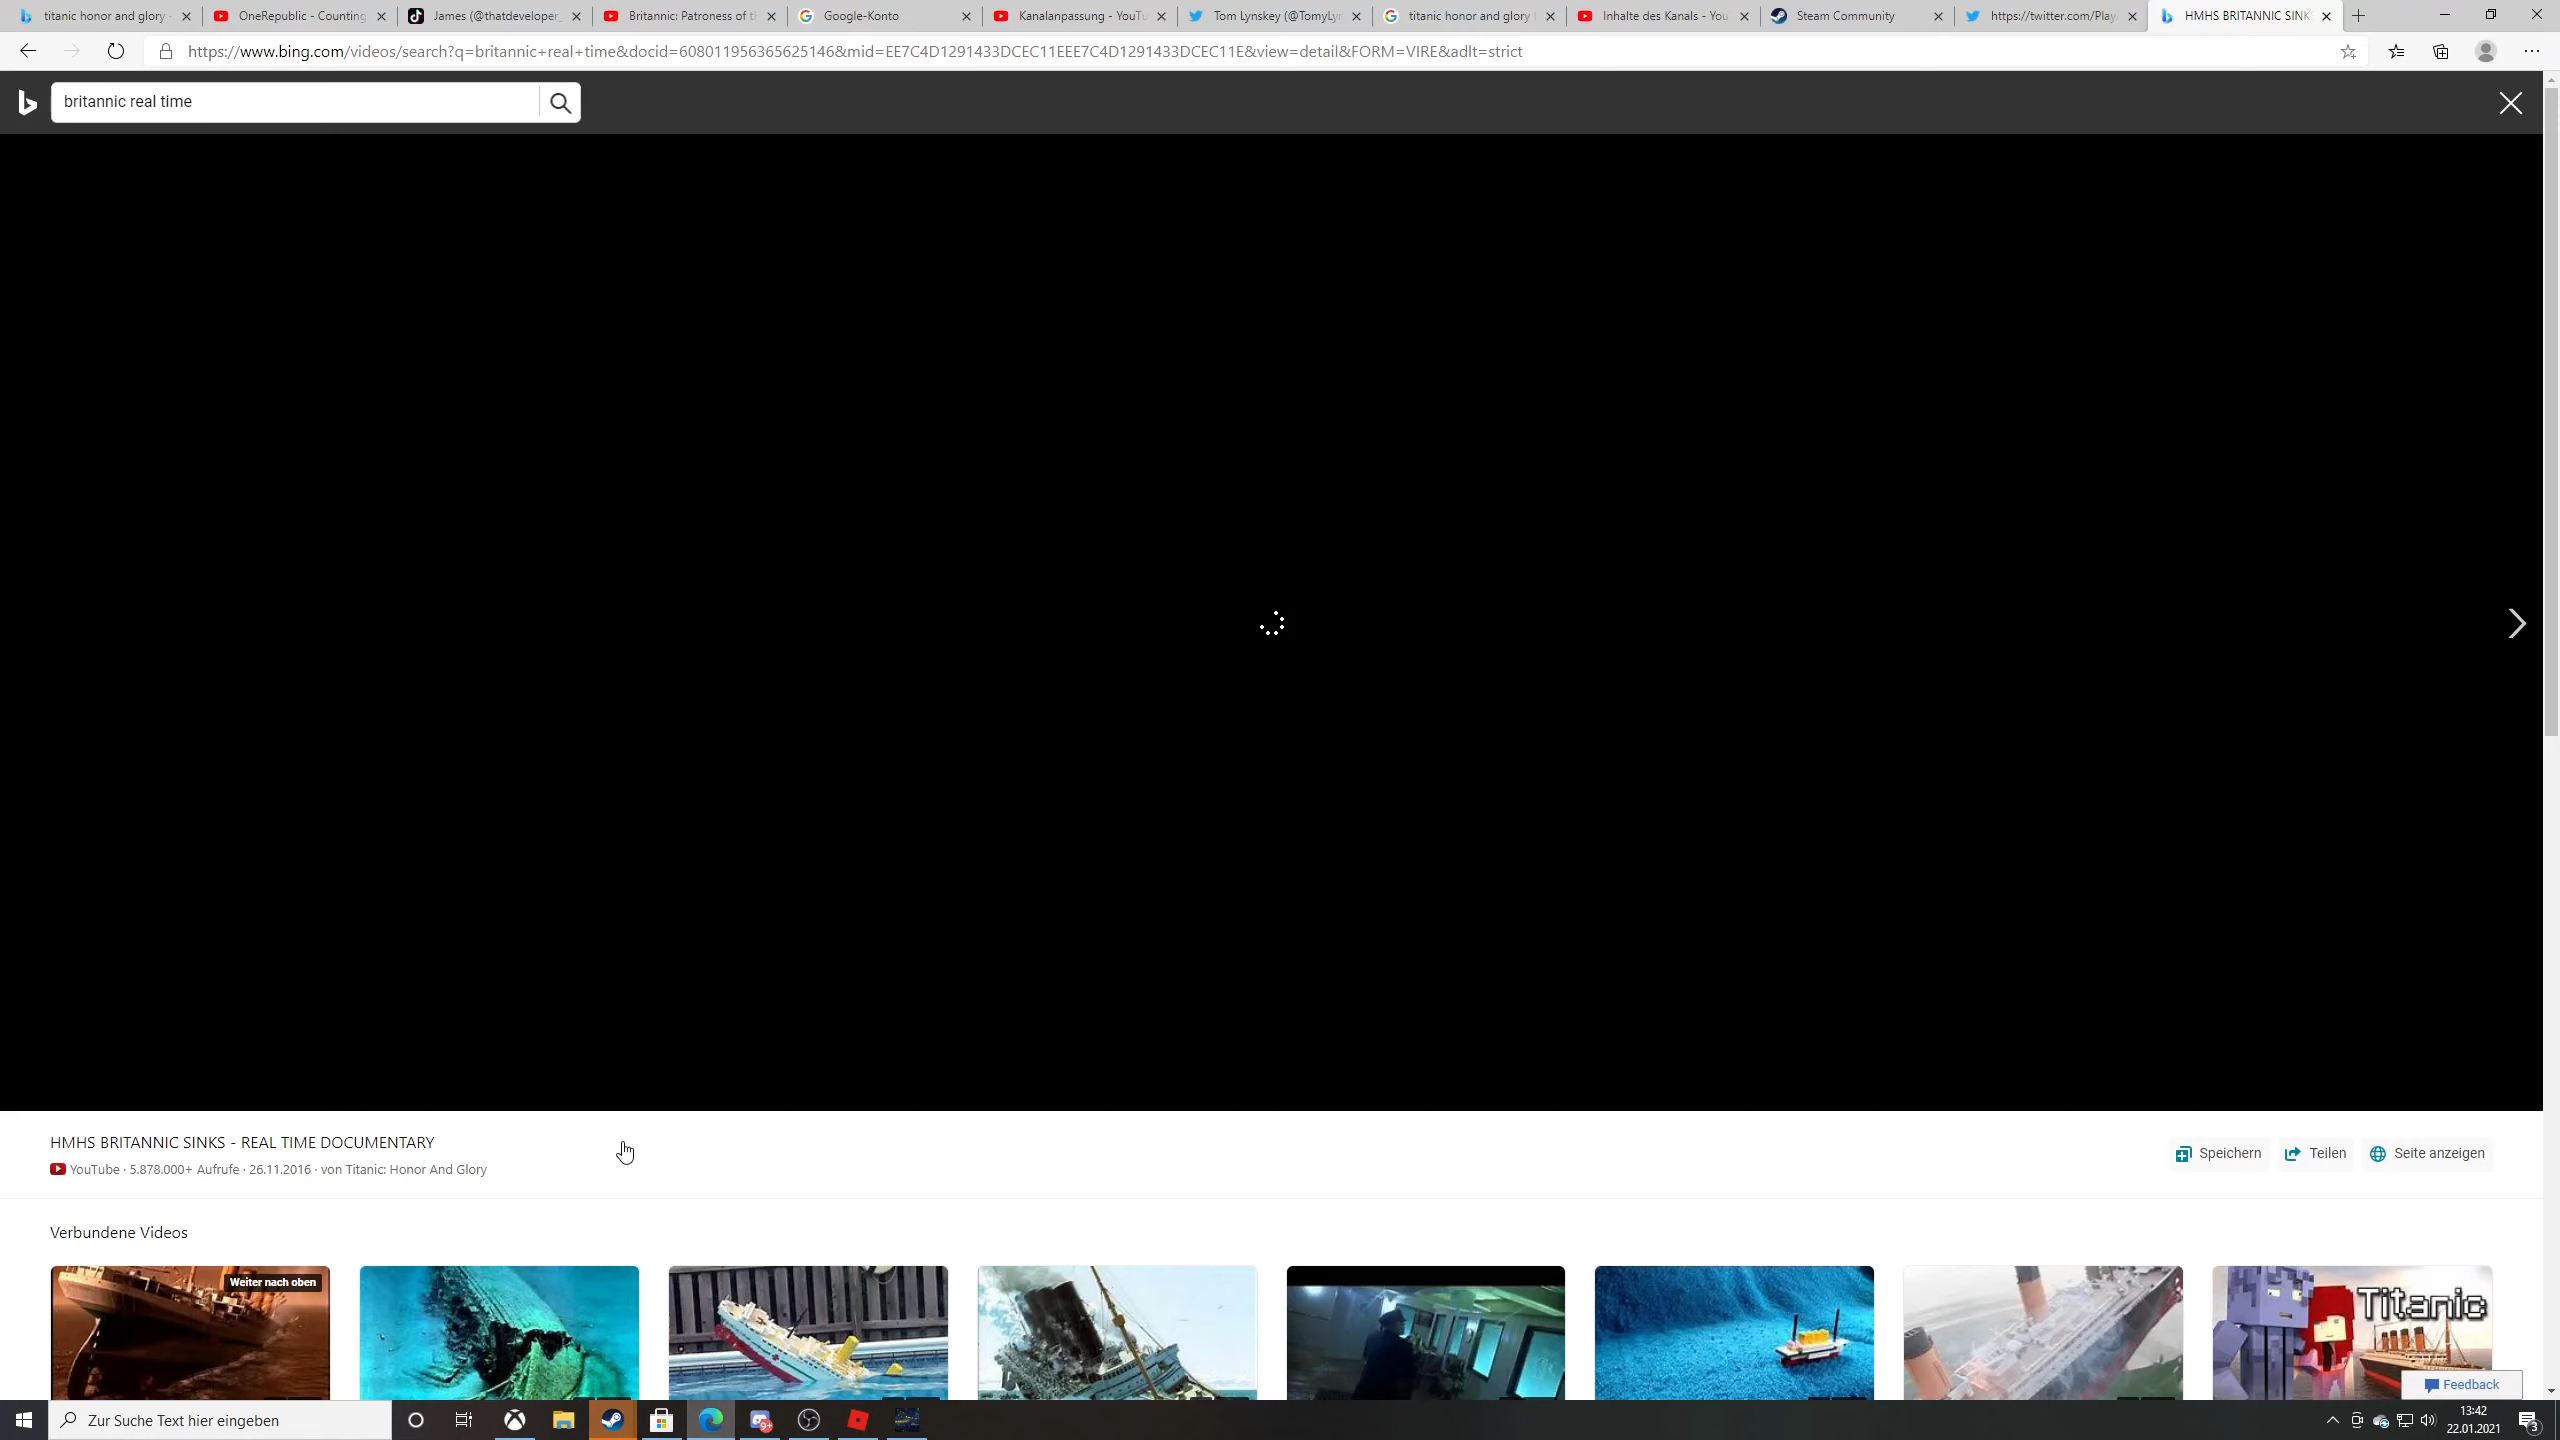 titanic honor and glory
OneRepublic - Counting
James (@thatdeveloper_
Britannic: Patroness of t
Google-Konto
Kanalanpassung - YouTu
Tom Lynskey (@TomyLyn
titanic honor and glory
Inhalte des Kanals - You
Steam Community
https://twitter.com/Play
HMHS BRITANNIC SINK
https://www.bing.com/videos/search?q=britannic+real+time&docid=608011956365625146&mid=EE7C4D1291433DCEC11EEE7C4D1291433DCEC11E&view=detail&FORM=VIRE&adlt=strict
britannic real time
HMHS BRITANNIC SINKS - REAL TIME DOCUMENTARY
YouTube · 5.878.000+ Aufrufe · 26.11.2016 · von Titanic: Honor And Glory
Speichern
Teilen
Seite anzeigen
Verbundene Videos
Weiter nach oben
Titanic
Feedback
Zur Suche Text hier eingeben
9+
13:42
22.01.2021
3